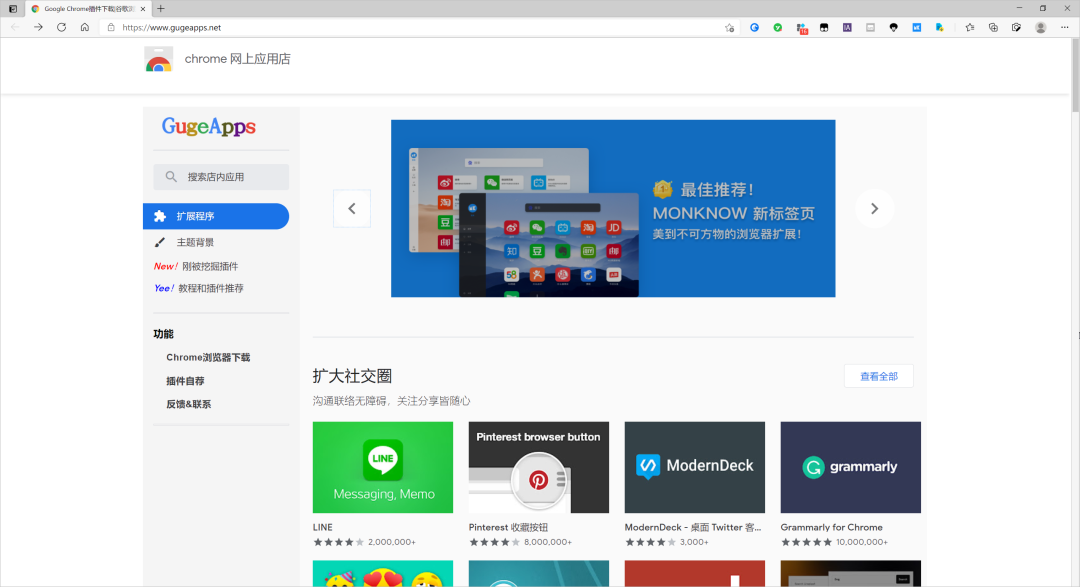 Google Chrome插件下载|谷歌浏
https://www.gugeapps.net
16
chrome 网上应用店
GugeApps
搜索店内应用
扩展程序
主题背景
New! 刚被挖掘插件
Yee! 教程和插件推荐
功能
Chrome浏览器下载
插件自荐
反馈&联系
最佳推荐!
MONKNOW 新标签页
美到不可方物的浏览器扩展!
知
豆
58
JD
扩大社交圈
查看全部
沟通联络无障碍,关注分享皆随心
LINE
Messaging, Memo
Pinterest browser button
ModernDeck
grammarly
LINE
2,000,000+
Pinterest 收藏按钮
8,000,000+
ModernDeck - 桌面 Twitter 客...
3,000+
Grammarly for Chrome
10,000,000+